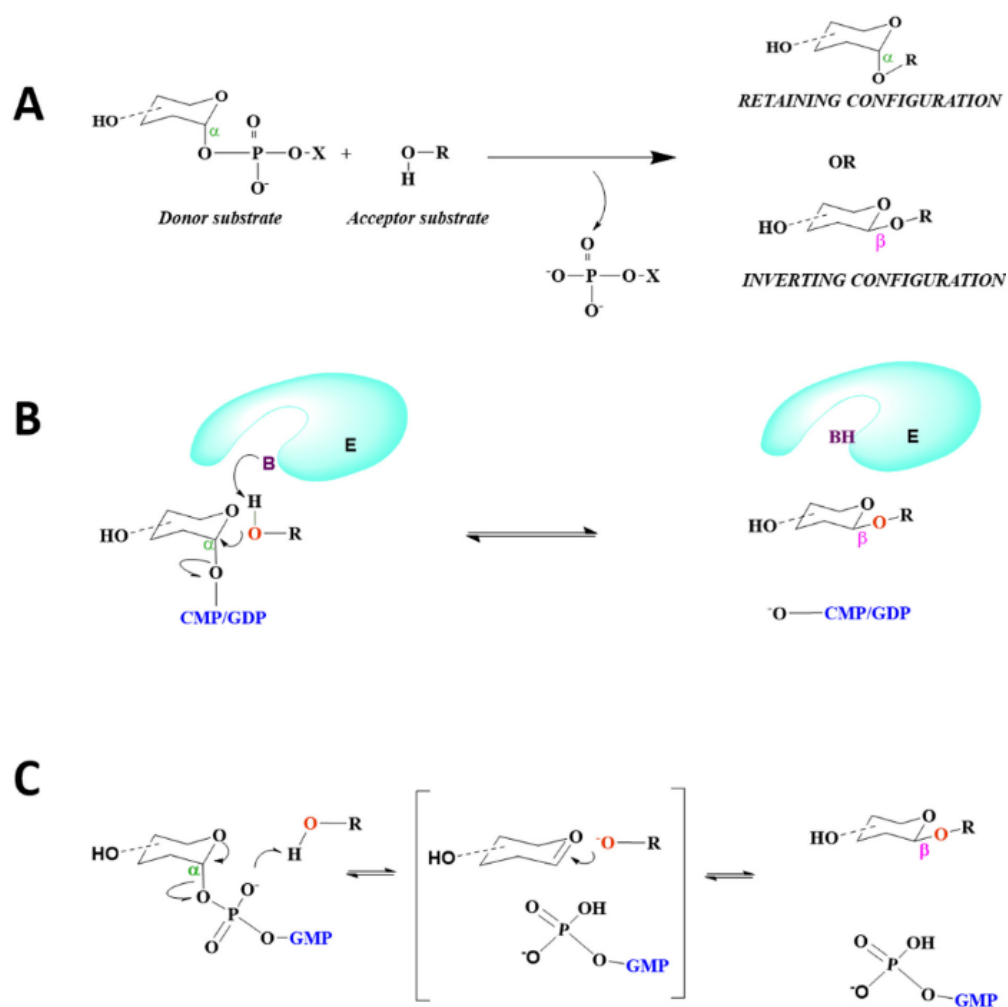 A
HO
O
α
O
O
P
O-X
O⁻
+
O-R
H
Donor substrate
Acceptor substrate
O
⁻O
P
O-X
O⁻
HO
O
α
O
R
RETAINING CONFIGURATION
OR
HO
O
O
R
β
INVERTING CONFIGURATION
B
E
B
H
HO
O
α
O
R
O
CMP/GDP
BH
E
HO
O
O
R
β
⁻O
CMP/GDP
C
HO
O
α
O
R
H
O
O⁻
P
O
O
GMP
HO
O
⁻O
R
O
OH
P
⁻O
O
GMP
HO
O
O
R
β
O
OH
P
⁻O
O
GMP